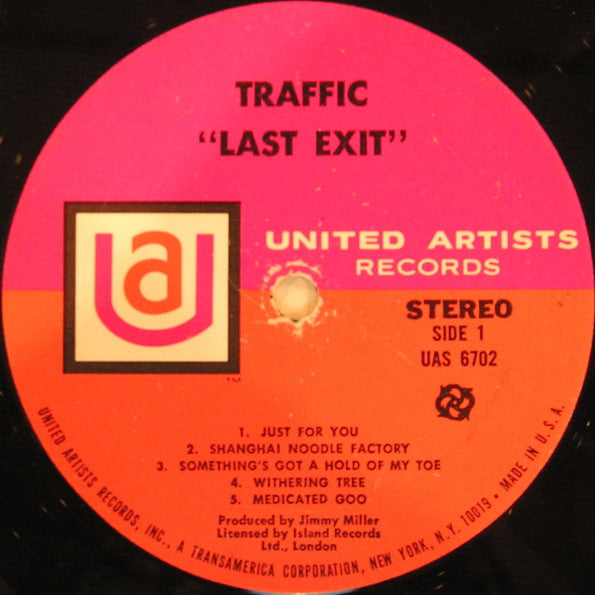 TRAFFIC
"LAST EXIT"
ua
UNITED ARTISTS
RECORDS
TM
STEREO
SIDE 1
UAS 6702
1. JUST FOR YOU
2. SHANGHAI NOODLE FACTORY
3. SOMETHING'S GOT A HOLD OF MY TOE
4. WITHERING TREE
5. MEDICATED GOO
Produced by Jimmy Miller
Licensed by Island Records
Ltd., London
UNITED ARTISTS RECORDS, INC., A TRANSAMERICA CORPORATION, NEW YORK, N.Y. 10019 • MADE IN U.S.A.